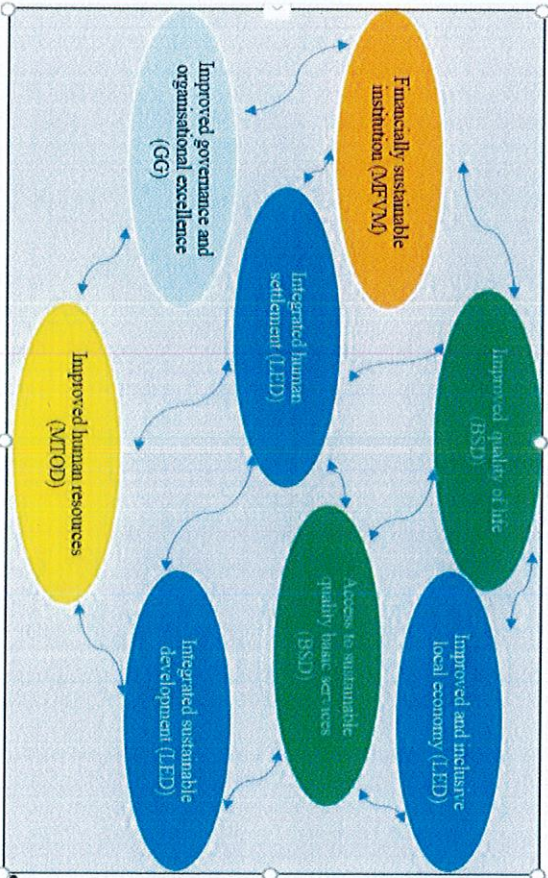 Improved quality of life
(BSD)
Improved and inclusive
local economy (LED)
Financially sustainable
institution (MFVM)
Access to sustainable
quality basic services
(BSD)
Integrated human
settlement (LED)
Improved governance and
organisational excellence
(GG)
Integrated sustainable
development (LED)
Improved human resources
(MTOD)